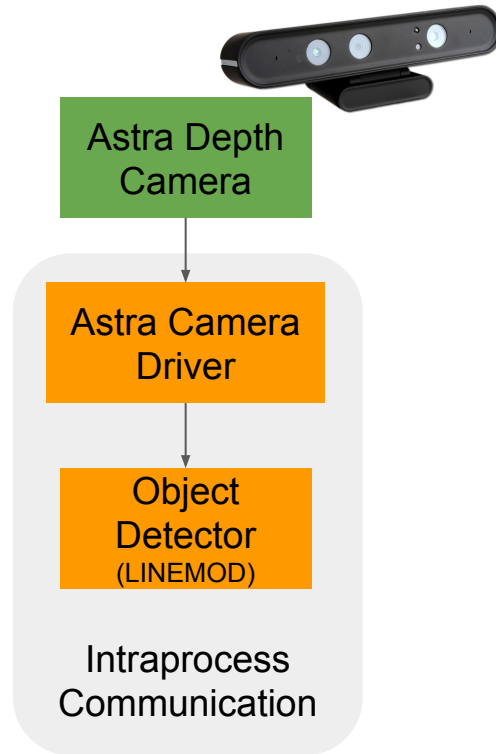 Astra Depth
Camera
Astra Camera
Driver
Object
Detector
(LINEMOD)
Intraprocess
Communication